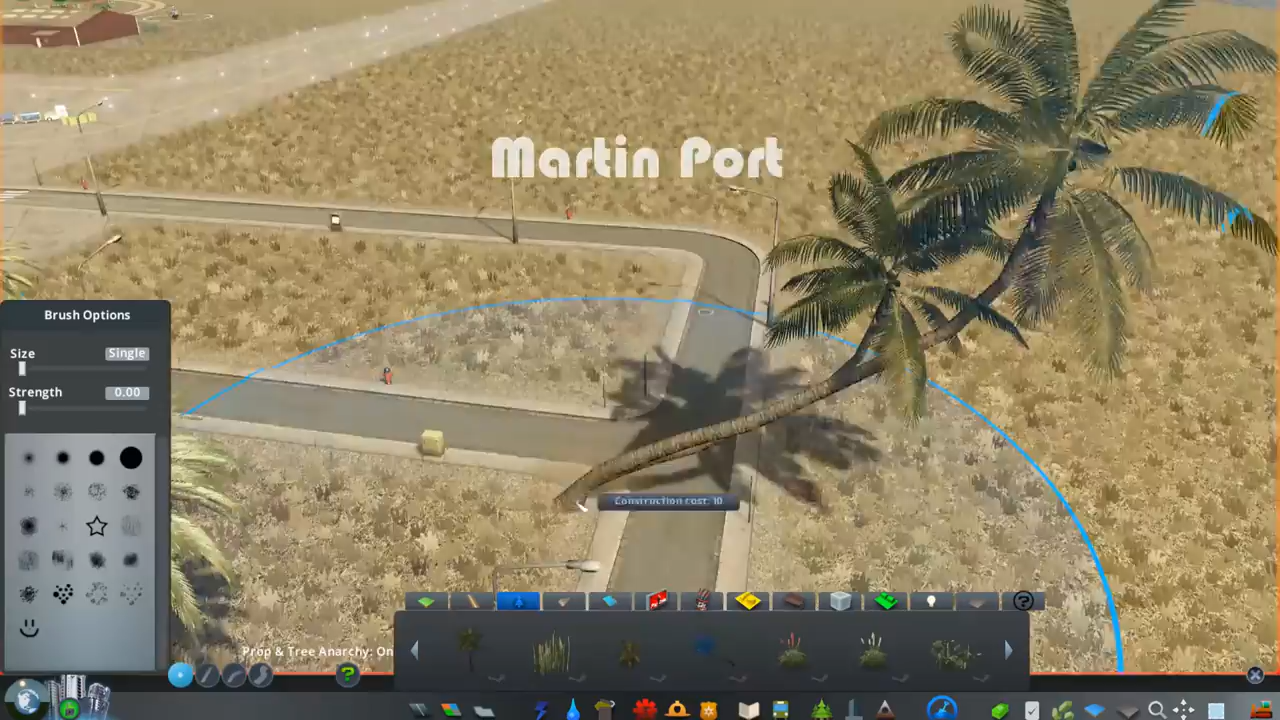 Martin Port
Brush Options
Size Single
Strength 0.00
Construction cost: 10
Prop & Tree Anarchy: On